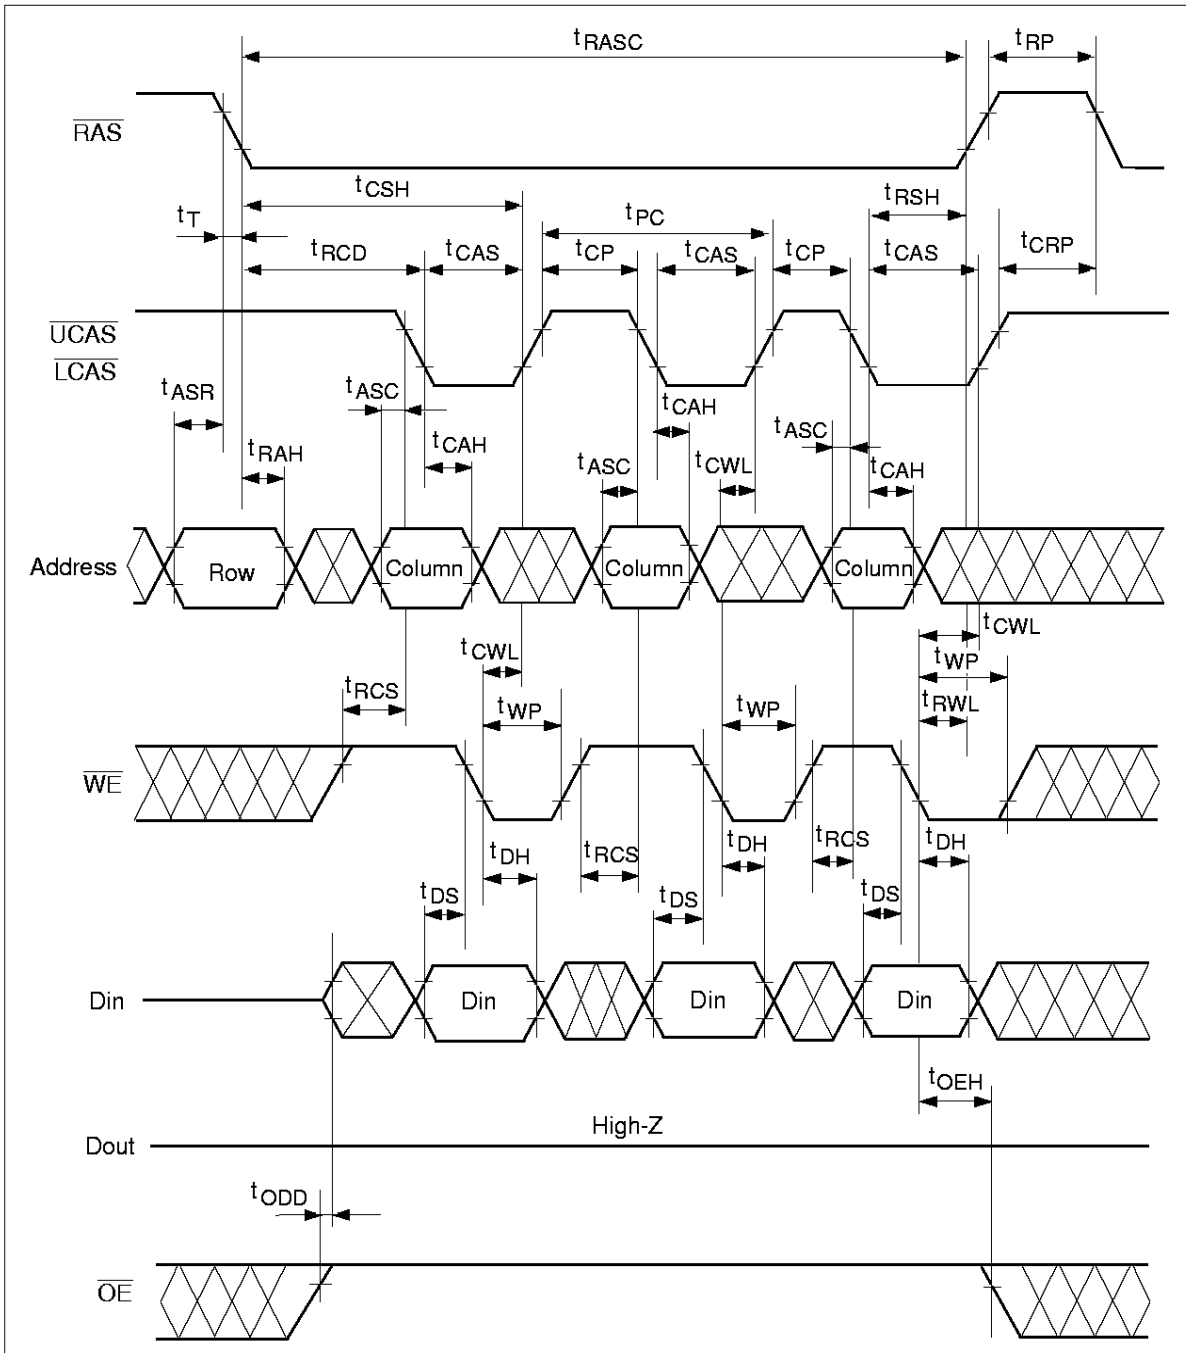 tRASC tRP
RAS
tCSH tRSH
tT tPC
tRCD tCAS tCP tCAS tCP tCAS tCRP
UCAS
LCAS
tASR tASC tCAH
tRAH tCAH tASC tCWL tASC tCAH
Address Row Column Column Column
tCWL tCWL
tWP
tRCS tWP tWP tRWL
WE
tDH tRCS tDH tRCS tDH
tDS tDS tDS
Din Din Din Din
tOEH
High-Z
Dout
tODD
OE